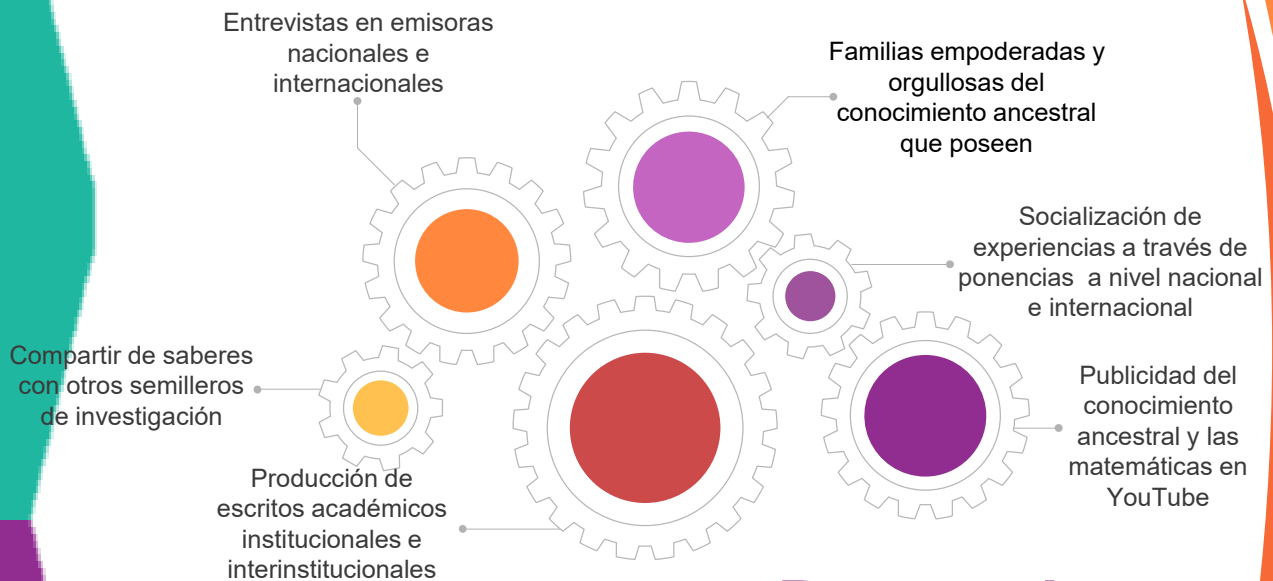 Entrevistas en emisoras
nacionales e
internacionales
Familias empoderadas y
orgullosas del
conocimiento ancestral
que poseen
Socialización de
experiencias a través de
ponencias a nivel nacional
e internacional
Compartir de saberes
con otros semilleros
de investigación
Publicidad del
conocimiento
ancestral y las
matemáticas en
YouTube
Producción de
escritos académicos
institucionales e
interinstitucionales